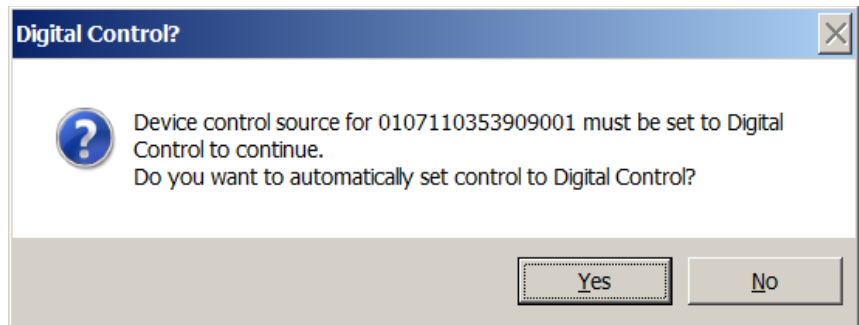 Digital Control?
?
Device control source for 0107110353909001 must be set to Digital
Control to continue.
Do you want to automatically set control to Digital Control?
Yes
No